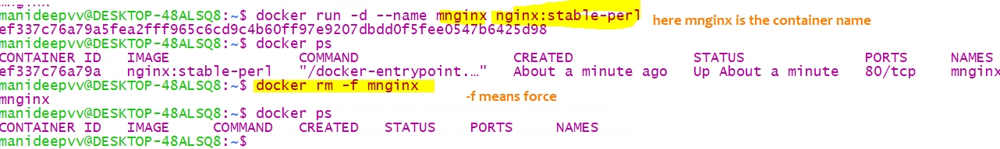 manideepvv@DESKTOP-48ALSQ8:~$ docker run -d --name mnginx nginx:stable-perl
here mnginx is the container name
ef337c76a79a5fea2fff965c6cd9c4b60ff97e9207dbdd0f5fee0547b6425d98
manideepvv@DESKTOP-48ALSQ8:~$ docker ps
CONTAINER ID   IMAGE               COMMAND                  CREATED              STATUS              PORTS     NAMES
ef337c76a79a   nginx:stable-perl   "/docker-entrypoint.…"   About a minute ago   Up About a minute   80/tcp    mnginx
manideepvv@DESKTOP-48ALSQ8:~$ docker rm -f mnginx
-f means force
mnginx
manideepvv@DESKTOP-48ALSQ8:~$ docker ps
CONTAINER ID   IMAGE     COMMAND   CREATED   STATUS    PORTS     NAMES
manideepvv@DESKTOP-48ALSQ8:~$